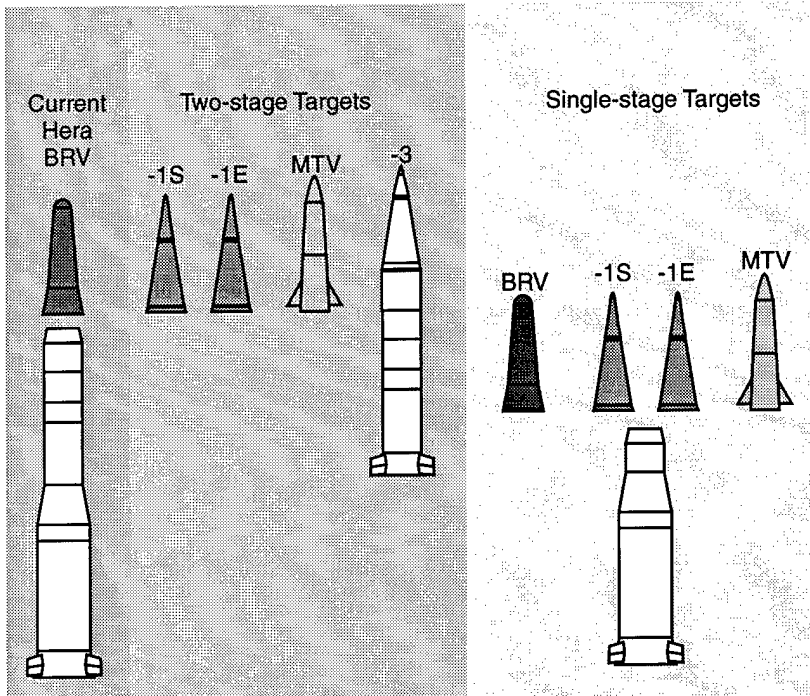 Current
Hera
BRV
Two-stage Targets
-1S
-1E
MTV
-3
Single-stage Targets
BRV
-1S
-1E
MTV